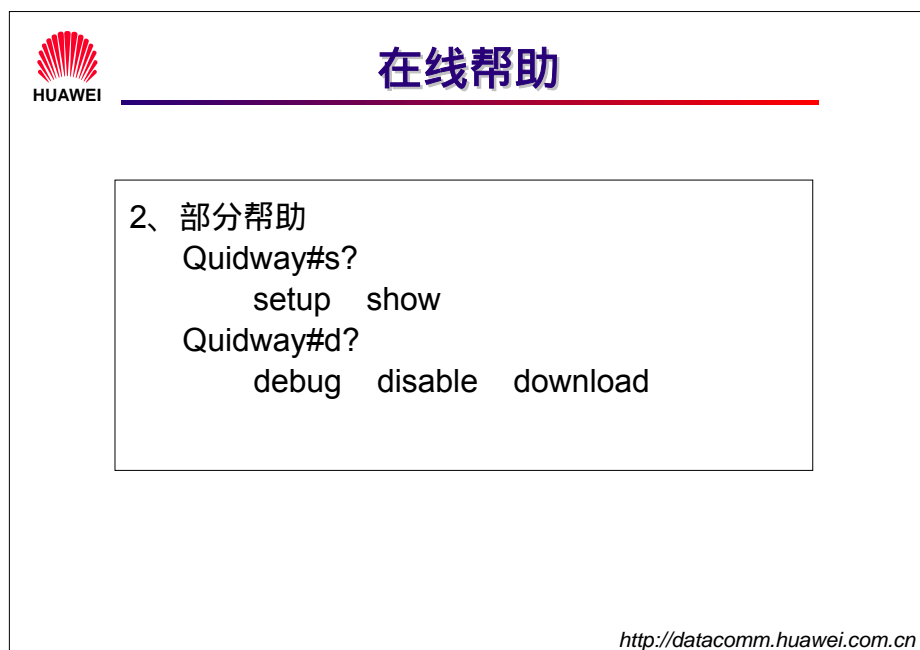 HUAWEI
在线帮助
2、部分帮助
Quidway#s?
setup show
Quidway#d?
debug disable download
http://datacomm.huawei.com.cn